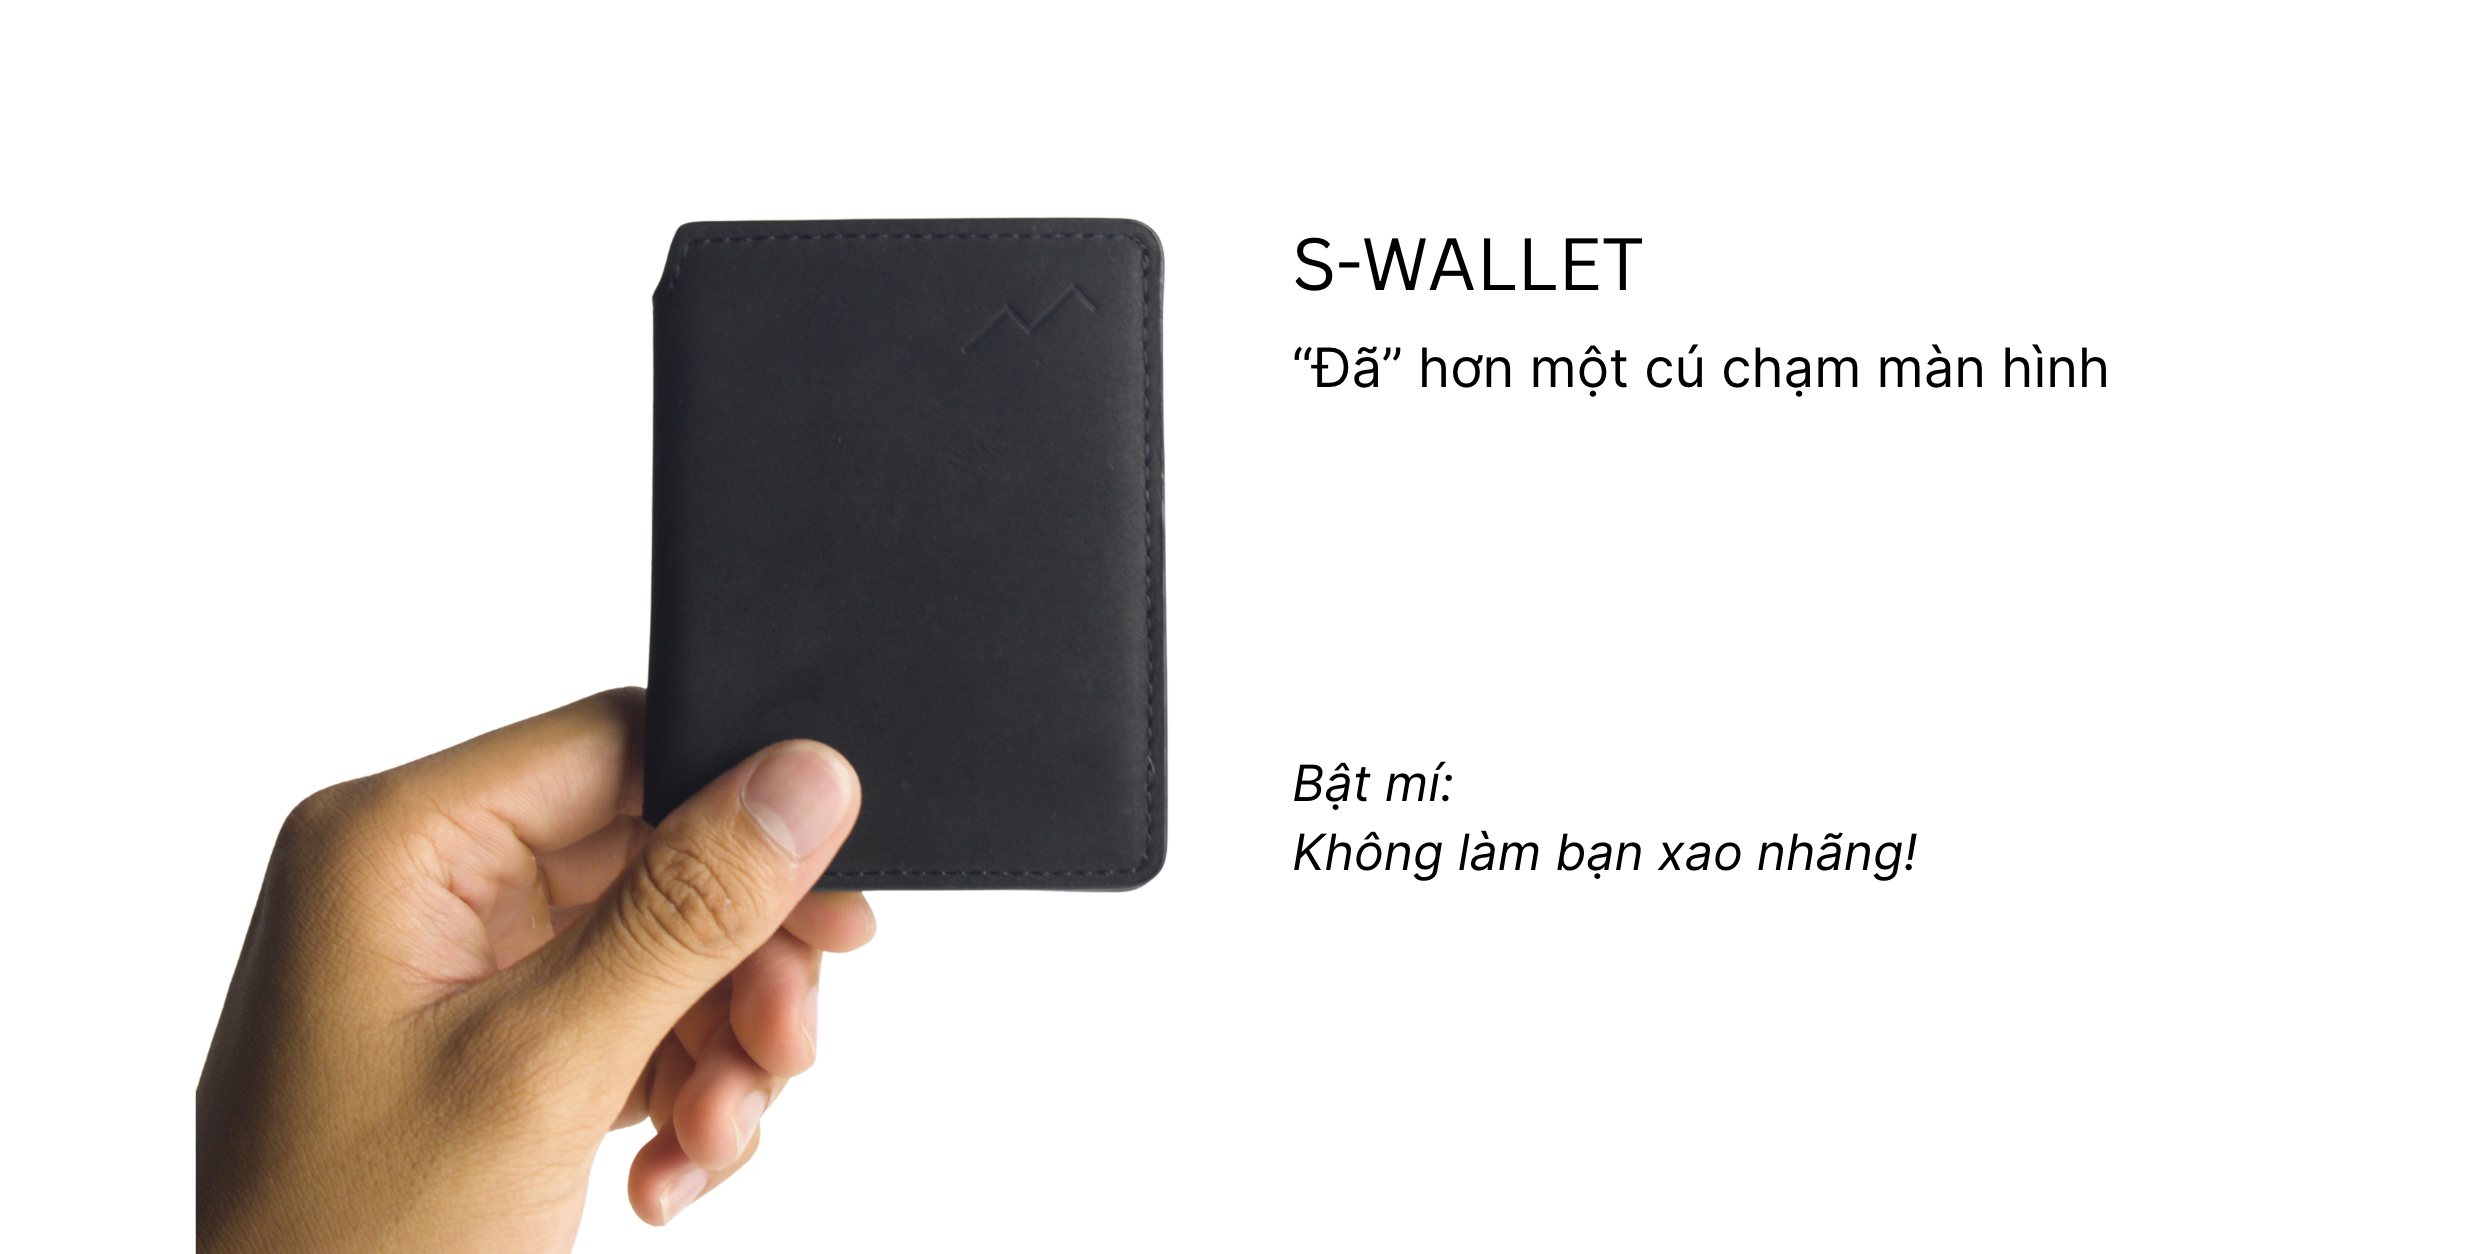 S-WALLET
“Đã” hơn một cú chạm màn hình
Bật mí:
Không làm bạn xao nhãng!